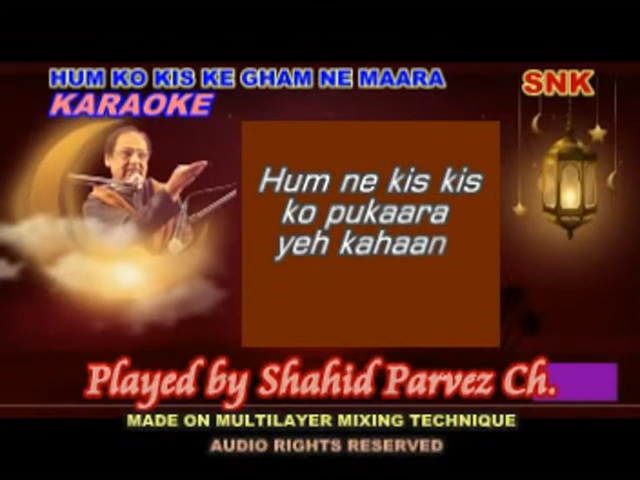 HUM KO KIS KE GHAM NE MAARA
SNK
KARAOKE
Hum ne kis kis
ko pukaara
yeh kahaan
Played by Shahid Parvez Ch.
MADE ON MULTILAYER MIXING TECHNIQUE
AUDIO RIGHTS RESERVED